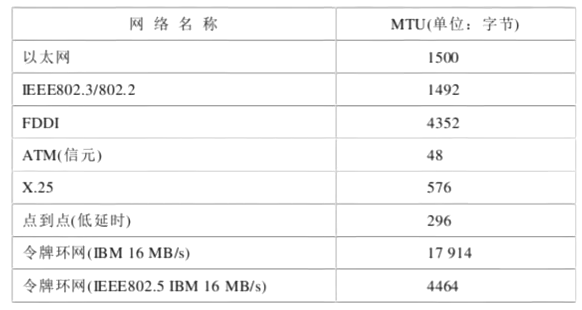 网 络 名 称 MTU(单位：字节)
以太网 1500
IEEE802.3/802.2 1492
FDDI 4352
ATM(信元) 48
X.25 576
点到点(低延时) 296
令牌环网(IBM 16 MB/s) 17 914
令牌环网(IEEE802.5 IBM 16 MB/s) 4464